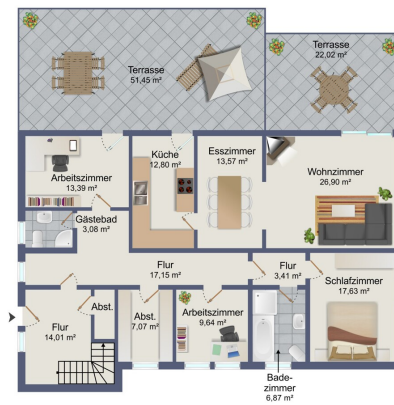 Terrasse
51,45 m²
Terrasse
22,02 m²
Arbeitszimmer
13,39 m²
Küche
12,80 m²
Esszimmer
13,57 m²
Wohnzimmer
26,90 m²
Gästebad
3,08 m²
Flur
17,15 m²
Flur
3,41 m²
Schlafzimmer
17,63 m²
Flur
14,01 m²
Abst.
Abst.
7,07 m²
Arbeitszimmer
9,64 m²
Bade-
zimmer
6,87 m²